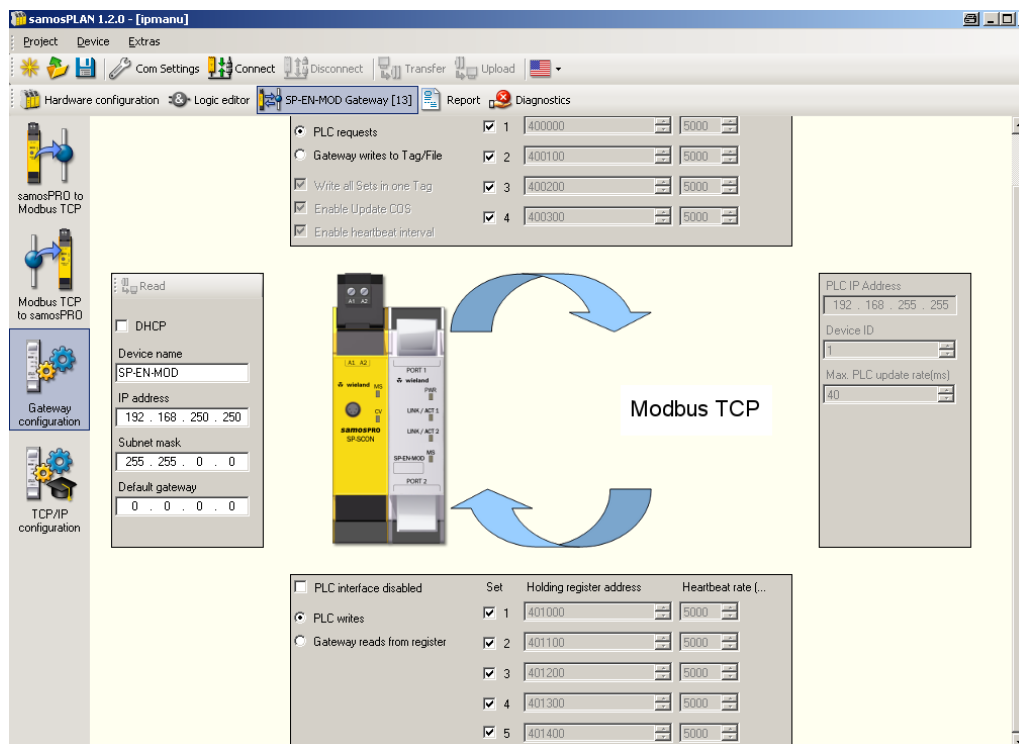 samosPLAN 1.2.0 - [ipmanu]
Project Device Extras
Com Settings Connect Disconnect Transfer Upload
Hardware configuration Logic editor SP-EN-MOD Gateway [13] Report Diagnostics
samosPRO to
Modbus TCP
Modbus TCP
to samosPRO
Gateway
configuration
TCP/IP
configuration
PLC requests
Gateway writes to Tag/File
Write all Sets in one Tag
Enable Update COS
Enable heartbeat interval
1 400000 5000
2 400100 5000
3 400200 5000
4 400300 5000
Read
DHCP
Device name
SP-EN-MOD
IP address
192 . 168 . 250 . 250
Subnet mask
255 . 255 . 0 . 0
Default gateway
0 . 0 . 0 . 0
A1 A2
A1 A2
wieland
MS
CV
samosPRO
SP-SCON
PORT 1
wieland
PWR
LINK / ACT 1
LINK / ACT 2
MS
SP-EN-MOD
PORT 2
Modbus TCP
PLC IP Address
192 . 168 . 255 . 255
Device ID
1
Max. PLC update rate(ms)
40
PLC interface disabled
PLC writes
Gateway reads from register
Set Holding register address Heartbeat rate (...
1 401000 5000
2 401100 5000
3 401200 5000
4 401300 5000
5 401400 5000